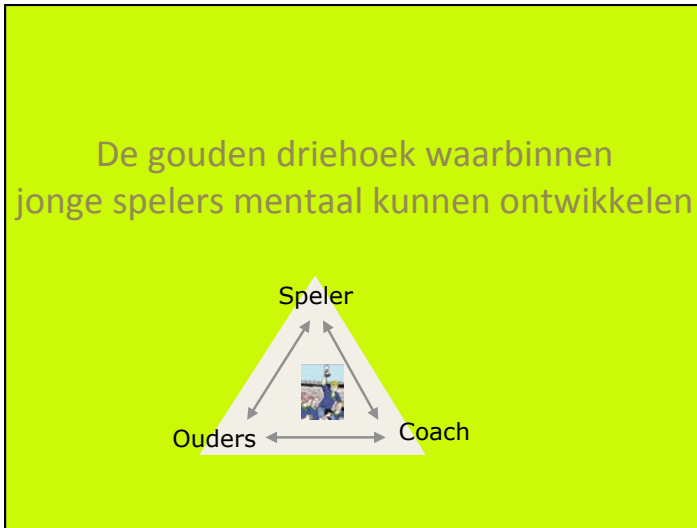 De gouden driehoek waarbinnen
jonge spelers mentaal kunnen ontwikkelen
Speler
Ouders
Coach